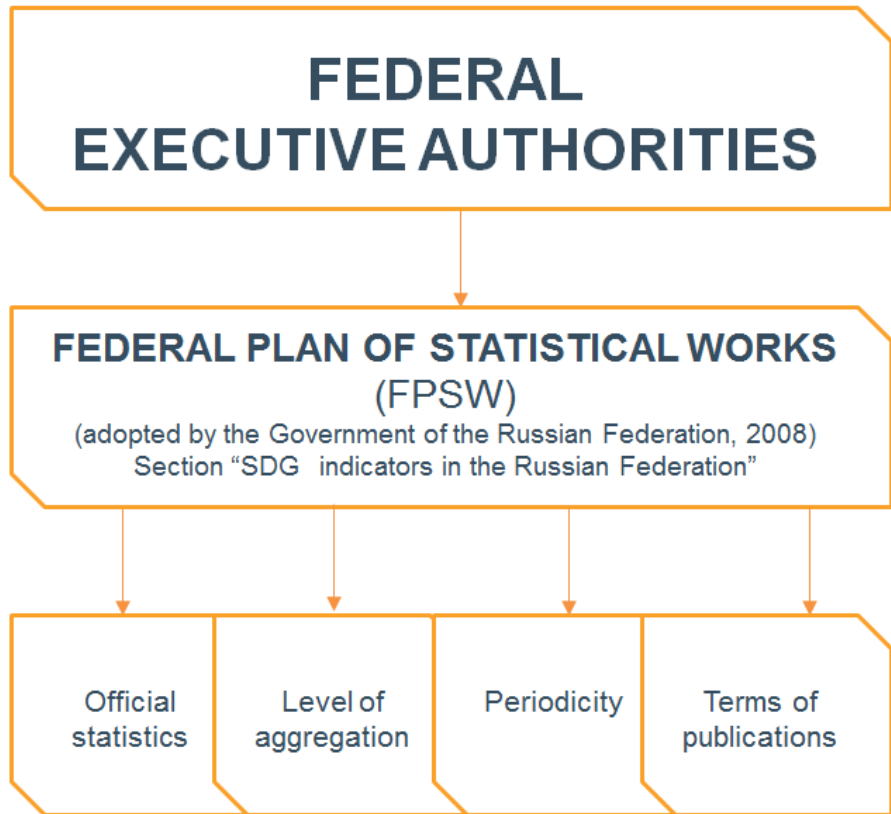 FEDERAL
EXECUTIVE AUTHORITIES
FEDERAL PLAN OF STATISTICAL WORKS
(FPSW)
(adopted by the Government of the Russian Federation, 2008)
Section “SDG indicators in the Russian Federation”
Official
statistics
Level of
aggregation
Periodicity
Terms of
publications